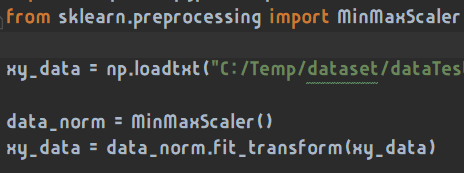 from sklearn.preprocessing import MinMaxScaler
xy_data = np.loadtxt("C:/Temp/dataset/dataTes
data_norm = MinMaxScaler()
xy_data = data_norm.fit_transform(xy_data)